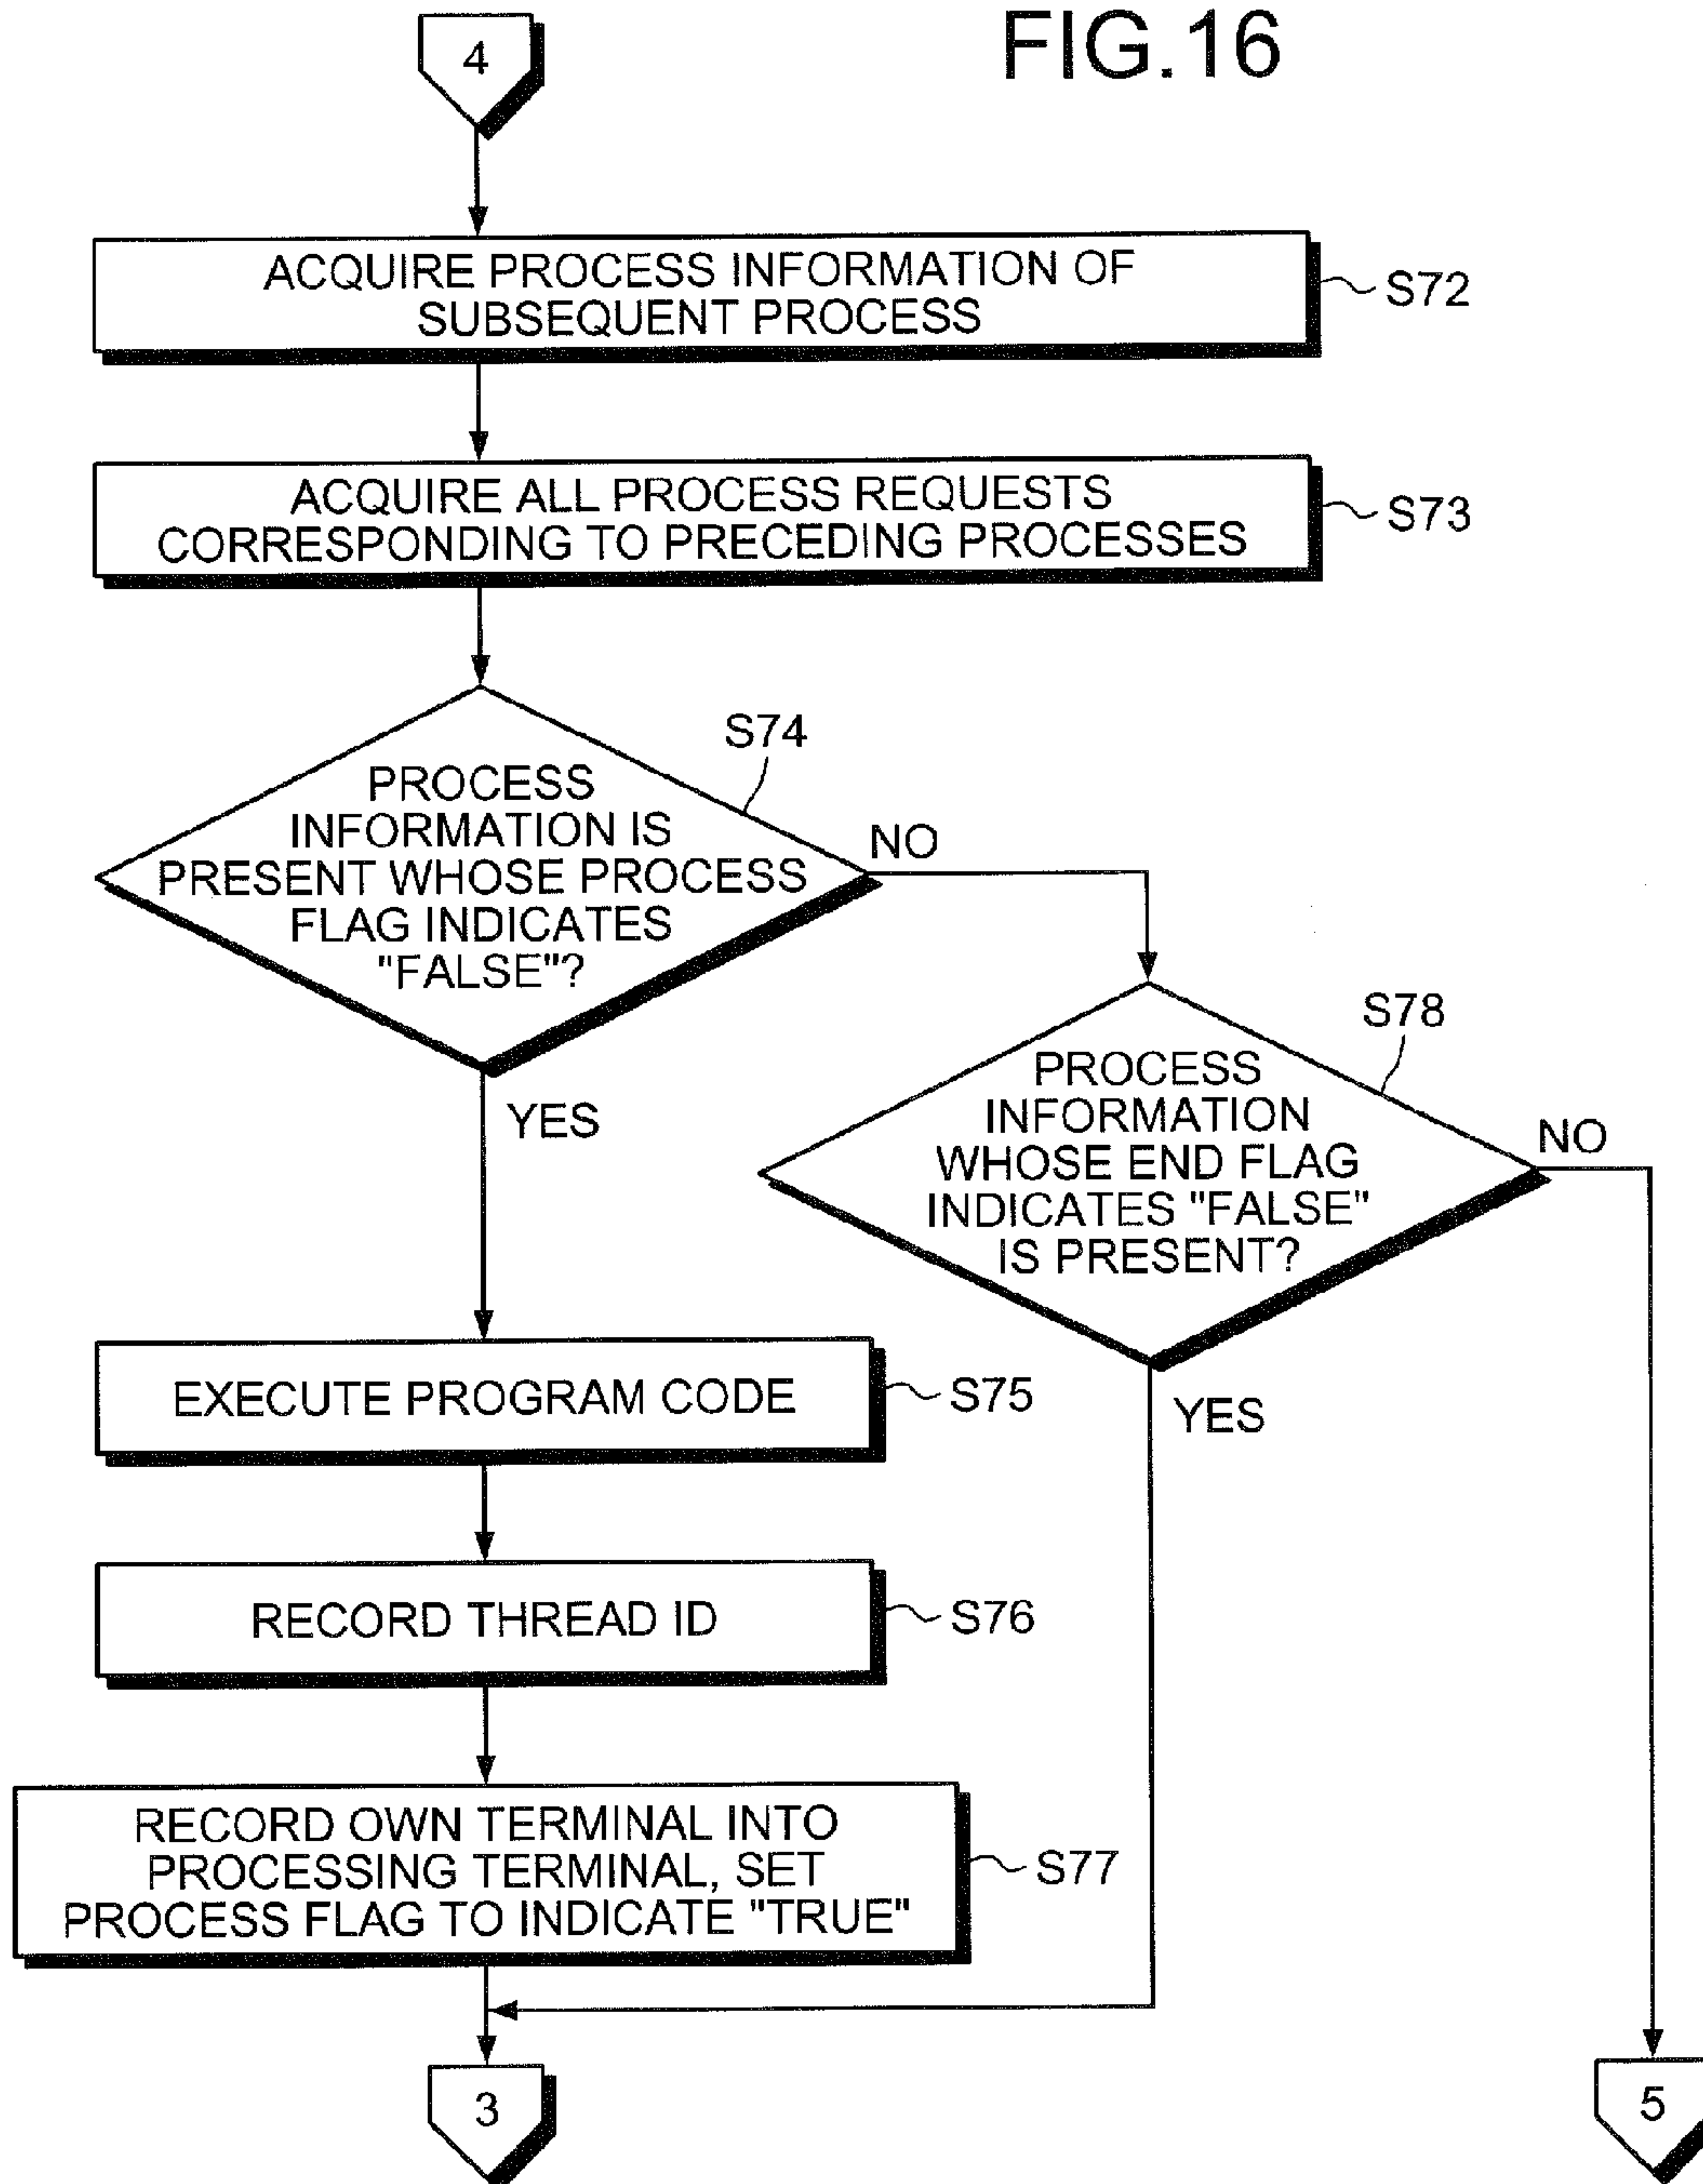 FIG.16
4
ACQUIRE PROCESS INFORMATION OF
SUBSEQUENT PROCESS
S72
ACQUIRE ALL PROCESS REQUESTS
CORRESPONDING TO PRECEDING PROCESSES
S73
S74
PROCESS
INFORMATION IS
PRESENT WHOSE PROCESS
FLAG INDICATES
"FALSE"?
NO
YES
S78
PROCESS
INFORMATION
WHOSE END FLAG
INDICATES "FALSE"
IS PRESENT?
NO
YES
EXECUTE PROGRAM CODE
S75
RECORD THREAD ID
S76
RECORD OWN TERMINAL INTO
PROCESSING TERMINAL, SET
PROCESS FLAG TO INDICATE "TRUE"
S77
3
5